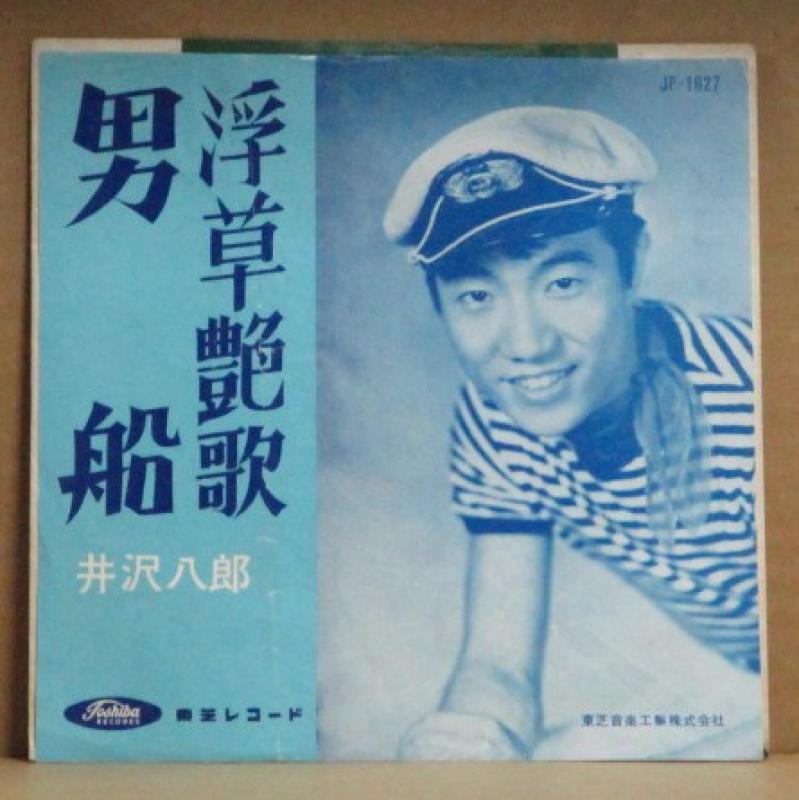 男船
浮草艶歌
井沢八郎
Toshiba
RECORDS
東芝レコード
JP-1627
東芝音楽工業株式会社